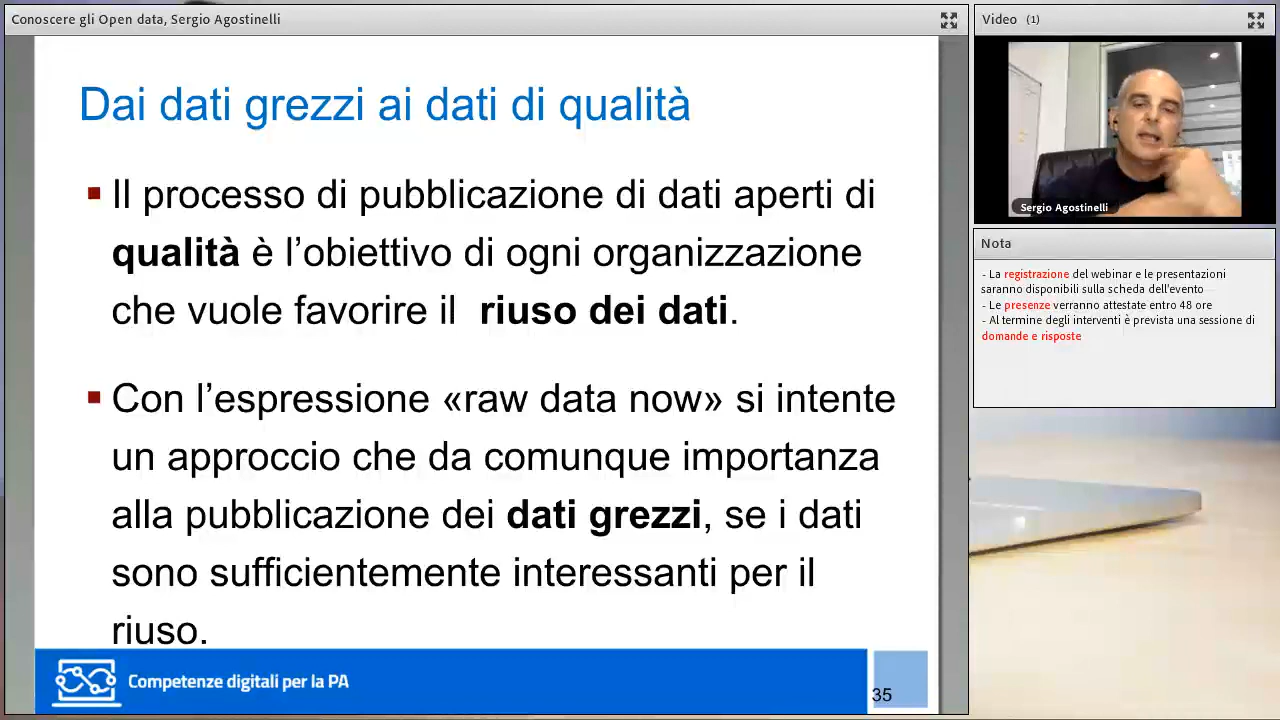 Conoscere gli Open data, Sergio Agostinelli
Dai dati grezzi ai dati di qualità
Il processo di pubblicazione di dati aperti di
qualità è l’obiettivo di ogni organizzazione
che vuole favorire il riuso dei dati.
Con l’espressione «raw data now» si intente
un approccio che da comunque importanza
alla pubblicazione dei dati grezzi, se i dati
sono sufficientemente interessanti per il
riuso.
Competenze digitali per la PA
35
Video (1)
Sergio Agostinelli
Nota
- La registrazione del webinar e le presentazioni
saranno disponibili sulla scheda dell'evento
- Le presenze verranno attestate entro 48 ore
- Al termine degli interventi è prevista una sessione di
domande e risposte